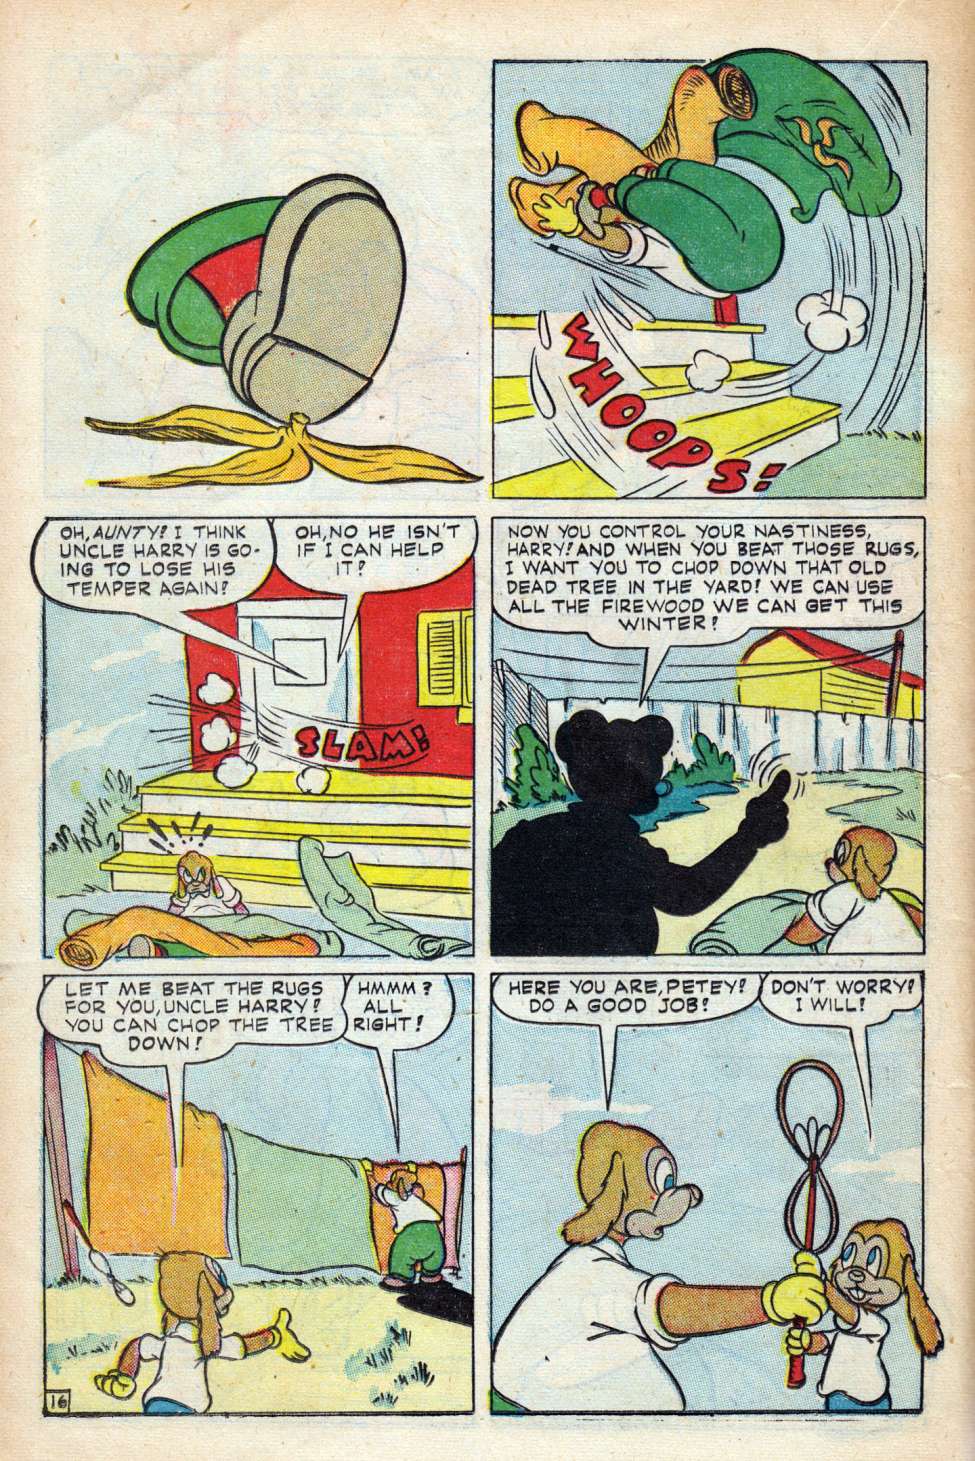 WHOOPS!
OH, AUNTY! I THINK
UNCLE HARRY IS GO-
ING TO LOSE HIS
TEMPER AGAIN!
OH, NO HE ISN'T
IF I CAN HELP
IT!
SLAM!
NOW YOU CONTROL YOUR NASTINESS,
HARRY! AND WHEN YOU BEAT THOSE RUGS,
I WANT YOU TO CHOP DOWN THAT OLD
DEAD TREE IN THE YARD! WE CAN USE
ALL THE FIREWOOD WE CAN GET THIS
WINTER!
LET ME BEAT THE RUGS
FOR YOU, UNCLE HARRY!
YOU CAN CHOP THE TREE
DOWN!
HMMM?
ALL
RIGHT!
16
HERE YOU ARE, PETEY!
DO A GOOD JOB!
DON'T WORRY!
I WILL!